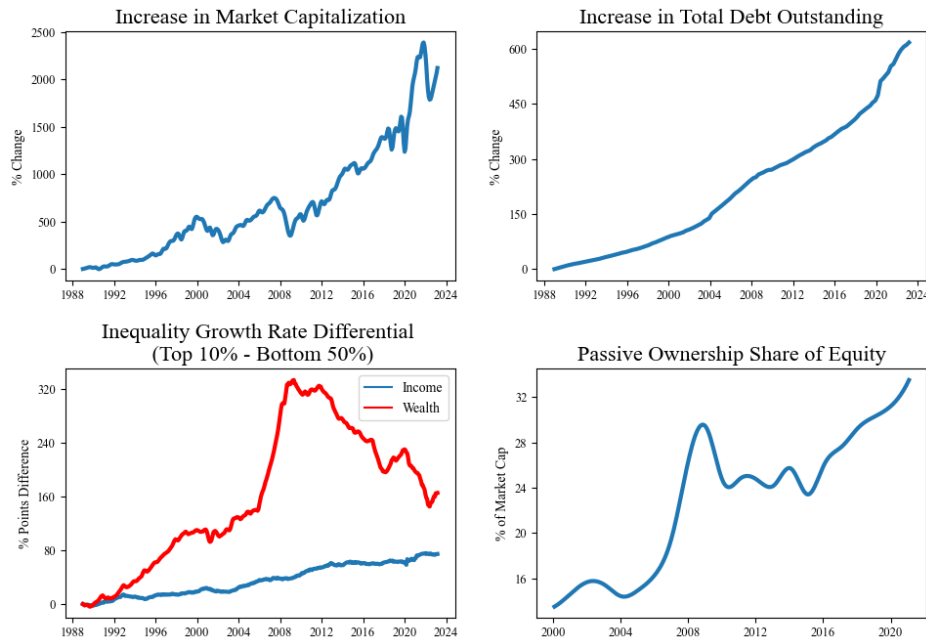 Increase in Market Capitalization
2500
2000
1500
1000
500
0
% Change
1988 1992 1996 2000 2004 2008 2012 2016 2020 2024
Increase in Total Debt Outstanding
600
450
300
150
0
% Change
1988 1992 1996 2000 2004 2008 2012 2016 2020 2024
Inequality Growth Rate Differential
(Top 10% - Bottom 50%)
Income
Wealth
320
240
160
80
0
% Points Difference
1988 1992 1996 2000 2004 2008 2012 2016 2020 2024
Passive Ownership Share of Equity
32
28
24
20
16
% of Market Cap
2000 2004 2008 2012 2016 2020